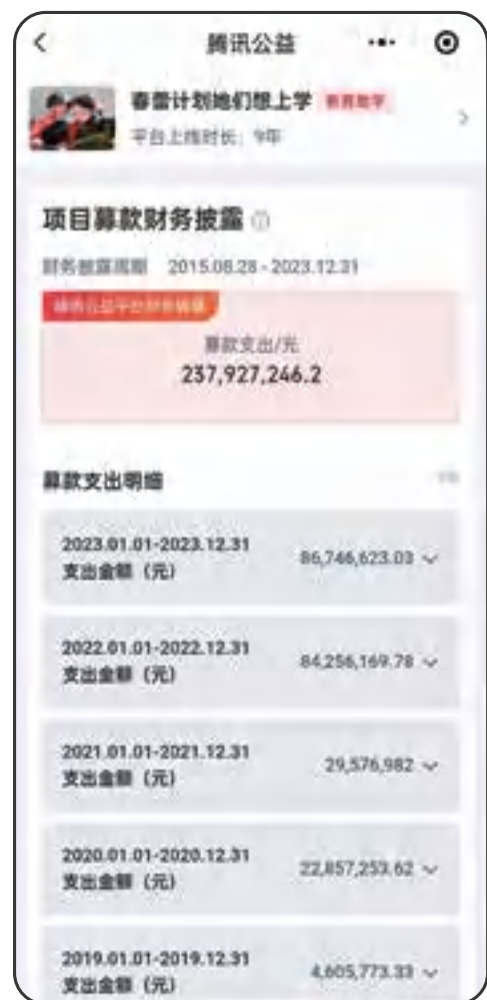 腾讯公益
春蕾计划她们想上学 教育助学
平台上线时长：9年
项目募款财务披露
财务披露周期 2015.08.28-2023.12.31
募款支出/元
237,927,246.2
募款支出明细
2023.01.01-2023.12.31
支出金额（元）
86,746,623.03
2022.01.01-2022.12.31
支出金额（元）
84,256,169.78
2021.01.01-2021.12.31
支出金额（元）
29,576,982
2020.01.01-2020.12.31
支出金额（元）
22,857,253.62
2019.01.01-2019.12.31
支出金额（元）
4,605,773.33